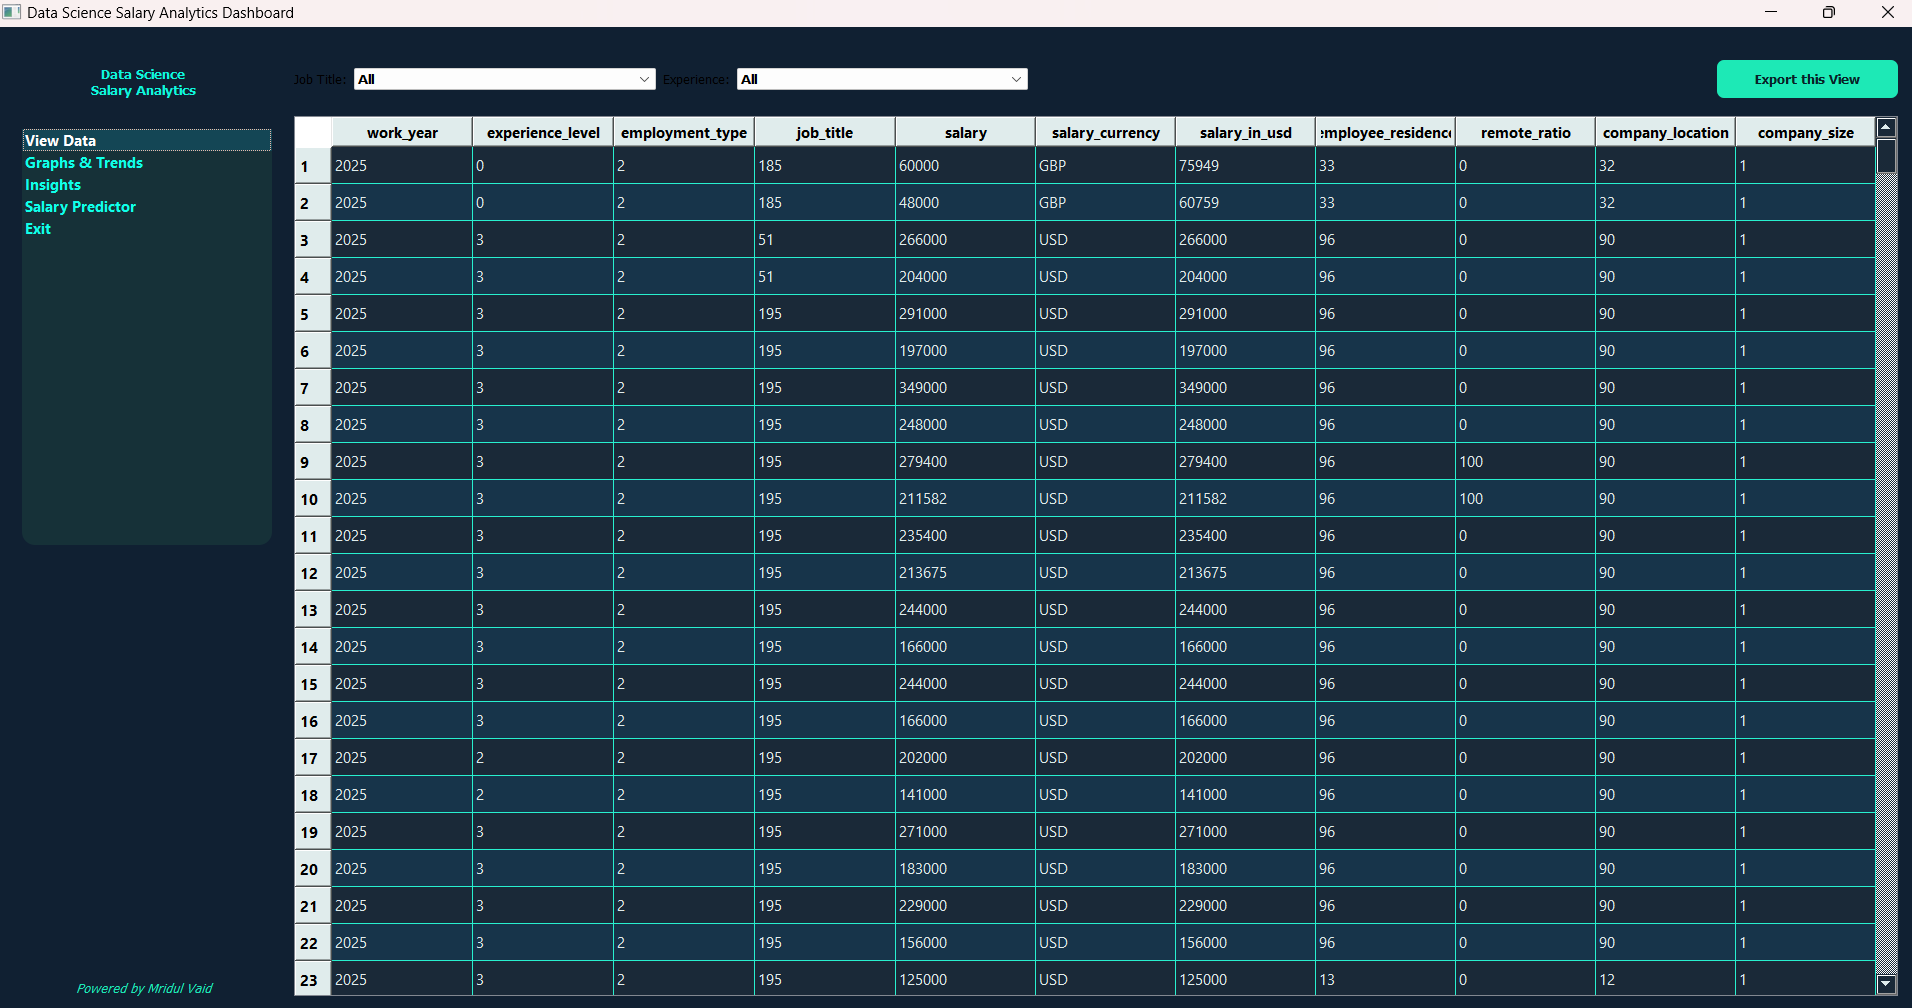 Data Science Salary Analytics Dashboard
Data Science
Salary Analytics
Job Title: All Experience: All Export this View
View Data
Graphs & Trends
Insights
Salary Predictor
Exit
work_year experience_level employment_type job_title salary salary_currency salary_in_usd employee_residence remote_ratio company_location company_size
1 2025 0 2 185 60000 GBP 75949 33 0 32 1
2 2025 0 2 185 48000 GBP 60759 33 0 32 1
3 2025 3 2 51 266000 USD 266000 96 0 90 1
4 2025 3 2 51 204000 USD 204000 96 0 90 1
5 2025 3 2 195 291000 USD 291000 96 0 90 1
6 2025 3 2 195 197000 USD 197000 96 0 90 1
7 2025 3 2 195 349000 USD 349000 96 0 90 1
8 2025 3 2 195 248000 USD 248000 96 0 90 1
9 2025 3 2 195 279400 USD 279400 96 100 90 1
10 2025 3 2 195 211582 USD 211582 96 100 90 1
11 2025 3 2 195 235400 USD 235400 96 0 90 1
12 2025 3 2 195 213675 USD 213675 96 0 90 1
13 2025 3 2 195 244000 USD 244000 96 0 90 1
14 2025 3 2 195 166000 USD 166000 96 0 90 1
15 2025 3 2 195 244000 USD 244000 96 0 90 1
16 2025 3 2 195 166000 USD 166000 96 0 90 1
17 2025 2 2 195 202000 USD 202000 96 0 90 1
18 2025 2 2 195 141000 USD 141000 96 0 90 1
19 2025 3 2 195 271000 USD 271000 96 0 90 1
20 2025 3 2 195 183000 USD 183000 96 0 90 1
21 2025 3 2 195 229000 USD 229000 96 0 90 1
22 2025 3 2 195 156000 USD 156000 96 0 90 1
23 2025 3 2 195 125000 USD 125000 13 0 12 1
Powered by Mridul Vaid